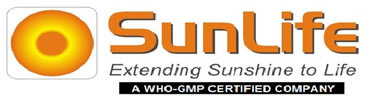 SunLife
Extending Sunshine to Life
A WHO-GMP CERTIFIED COMPANY